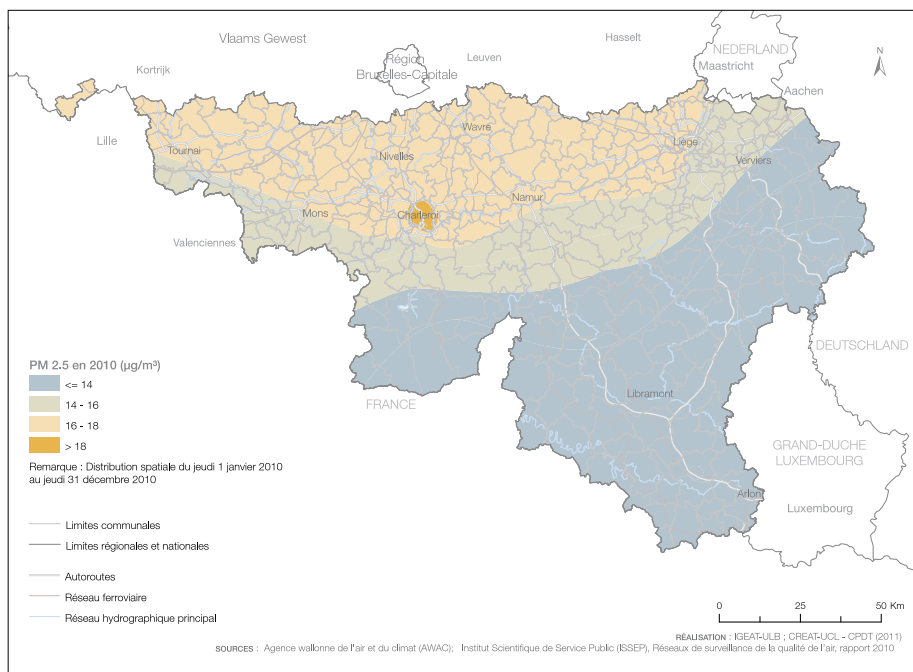 Vlaams Gewest
Hasselt
NEDERLAND
Maastricht
Région
Bruxelles-Capitale
Leuven
Kortrijk
Aachen
N
Lille
Wavre
Tournai
Nivelles
Liège
Verviers
Namur
Mons
Charleroi
Valenciennes
DEUTSCHLAND
PM 2.5 en 2010 (µg/m³)
<= 14
14 - 16
16 - 18
> 18
Remarque : Distribution spatiale du jeudi 1 janvier 2010
au jeudi 31 décembre 2010
FRANCE
Libramont
GRAND-DUCHE
LUXEMBOURG
Arlon
Luxembourg
Limites communales
Limites régionales et nationales
Autoroutes
Réseau ferroviaire
Réseau hydrographique principal
0 25 50 Km
RÉALISATION : IGEAT-ULB ; CREAT-UCL - CPDT (2011)
SOURCES : Agence wallonne de l'air et du climat (AWAC); Institut Scientifique de Service Public (ISSEP), Réseaux de surveillance de la qualité de l'air, rapport 2010